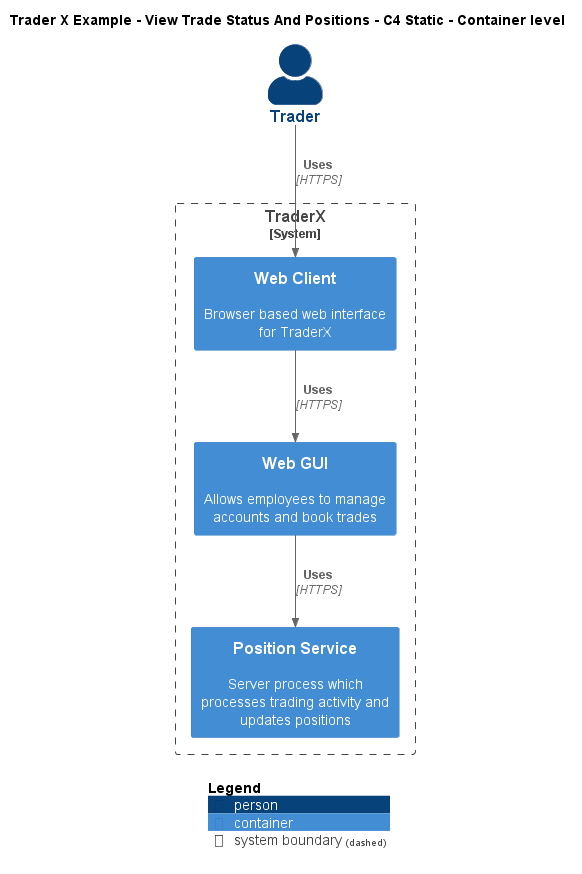 Trader X Example - View Trade Status And Positions - C4 Static - Container level
Trader
Uses
[HTTPS]
TraderX
[System]
Web Client
Browser based web interface
for TraderX
Uses
[HTTPS]
Web GUI
Allows employees to manage
accounts and book trades
Uses
[HTTPS]
Position Service
Server process which
processes trading activity and
updates positions
Legend
person
container
system boundary (dashed)